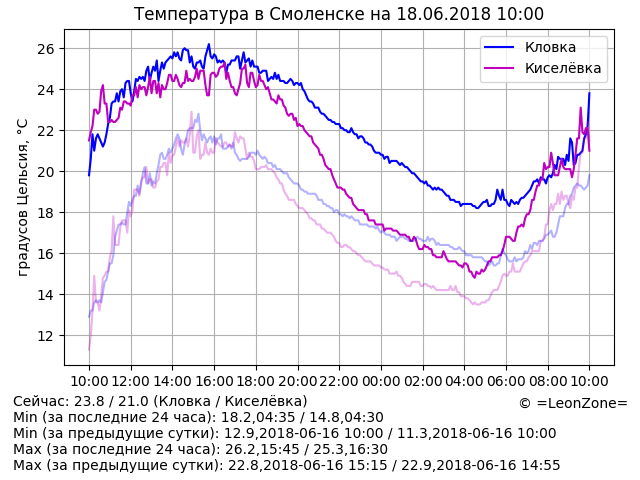 Температура в Смоленске на 18.06.2018 10:00
Кловка
Киселёвка
градусов Цельсия, °C
26
24
22
20
18
16
14
12
10:00 12:00 14:00 16:00 18:00 20:00 22:00 00:00 02:00 04:00 06:00 08:00 10:00
Сейчас: 23.8 / 21.0 (Кловка / Киселёвка)
© =LeonZone=
Min (за последние 24 часа): 18.2,04:35 / 14.8,04:30
Min (за предыдущие сутки): 12.9,2018-06-16 10:00 / 11.3,2018-06-16 10:00
Max (за последние 24 часа): 26.2,15:45 / 25.3,16:30
Max (за предыдущие сутки): 22.8,2018-06-16 15:15 / 22.9,2018-06-16 14:55